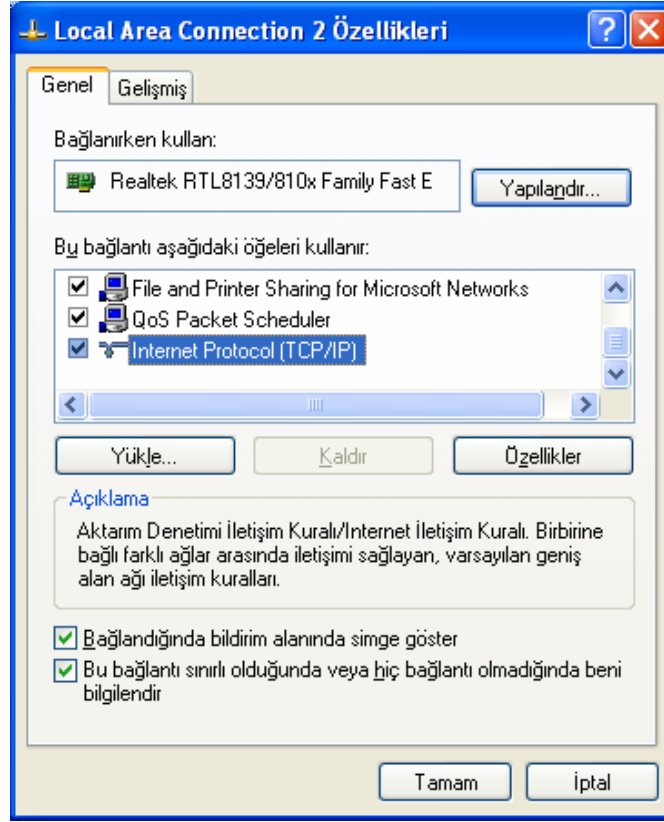 Local Area Connection 2 Özellikleri
Genel
Gelişmiş
Bağlanırken kullan:
Realtek RTL8139/810x Family Fast E
Yapılandır...
Bu bağlantı aşağıdaki öğeleri kullanır:
File and Printer Sharing for Microsoft Networks
QoS Packet Scheduler
Internet Protocol (TCP/IP)
Yükle...
Kaldır
Özellikler
Açıklama
Aktarım Denetimi İletişim Kuralı/Internet İletişim Kuralı. Birbirine
bağlı farklı ağlar arasında iletişimi sağlayan, varsayılan geniş
alan ağı iletişim kuralları.
Bağlandığında bildirim alanında simge göster
Bu bağlantı sınırlı olduğunda veya hiç bağlantı olmadığında beni
bilgilendir
Tamam
İptal